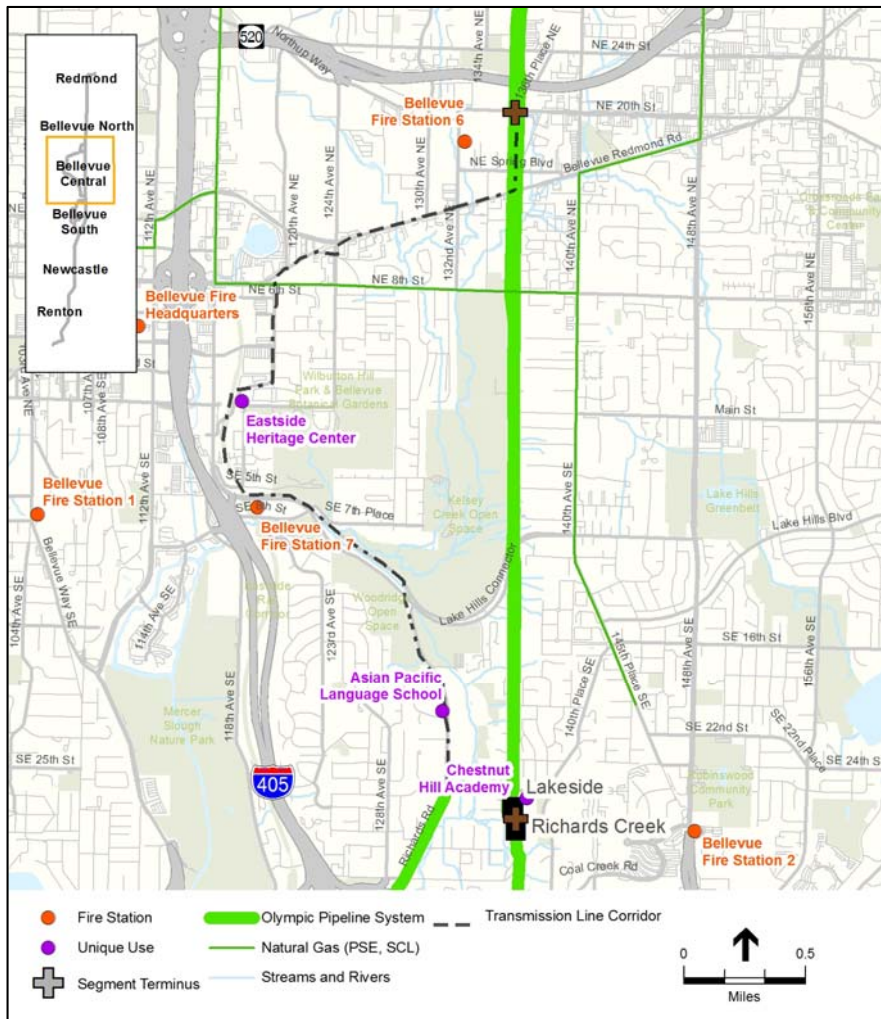 520
Northup Way
134th Ave NE
136th Place NE
NE 24th St
Redmond
Bellevue North
Bellevue
Central
Bellevue
South
Newcastle
Renton
Bellevue
Fire Station 6
NE 20th St
NE Spring Blvd
Bellevue Redmond Rd
112th Ave NE
120th Ave NE
124th Ave NE
130th Ave NE
132nd Ave NE
140th Ave NE
148th Ave NE
156th Ave NE
Crossroads Park
& Community
Center
NE 8th St
NE 6th St
Bellevue Fire
Headquarters
107th Ave
108th Ave SE
112th Ave SE
Wilburton Hill
Park & Bellevue
Botanical Gardens
Main St
Eastside
Heritage Center
SE 5th St
SE 6th St
SE 7th Place
Bellevue
Fire Station 1
Bellevue
Fire Station 7
Kelsey
Creek Open
Space
140th Ave SE
Lake Hills
Greenbelt
Lake Hills Blvd
Lake Hills Connector
Bellevue Way SE
104th Ave SE
114th Ave SE
123rd Ave SE
Woodridge
Open
Space
SE 16th St
145th Place SE
148th Ave SE
156th Ave SE
Asian Pacific
Language School
140th Place SE
118th Ave SE
Mercer
Slough
Nature Park
SE 22nd St
SE 22nd Place
SE 24th St
SE 25th St
405
128th Ave SE
Richards Rd
Chestnut
Hill Academy
Lakeside
Richards Creek
Robinswood
Community
Park
Coal Creek Rd
Bellevue
Fire Station 2
Fire Station
Unique Use
Segment Terminus
Olympic Pipeline System
Natural Gas (PSE, SCL)
Streams and Rivers
Transmission Line Corridor
0 0.5
Miles